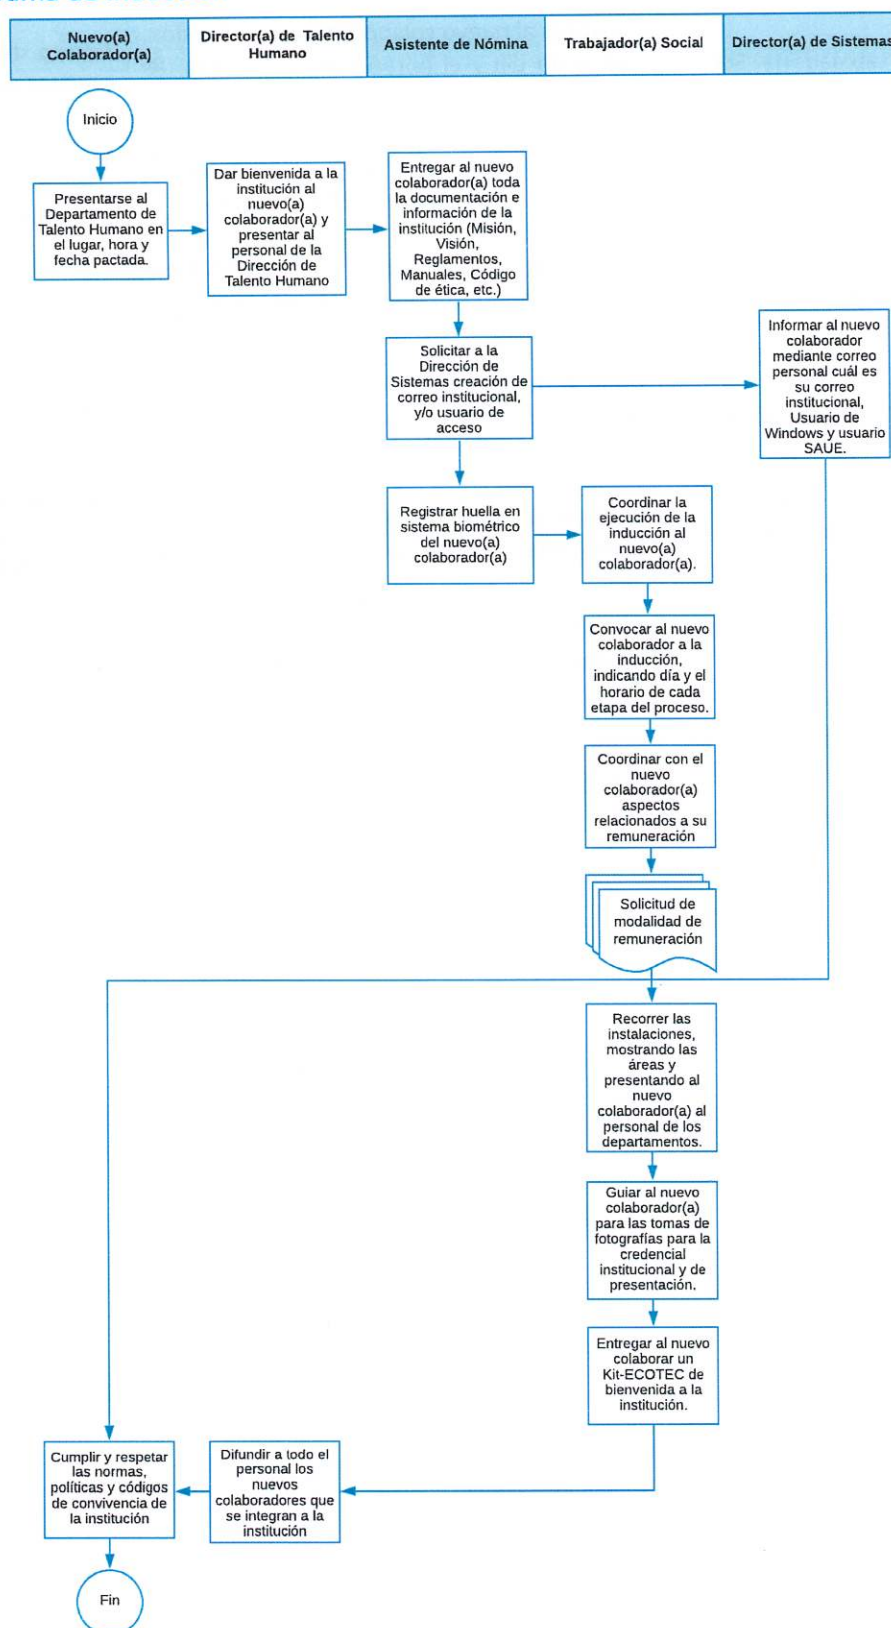 Nuevo(a)
Colaborador(a)
Director(a) de Talento
Humano
Asistente de Nómina
Trabajador(a) Social
Director(a) de Sistemas
Inicio
Presentarse al
Departamento de
Talento Humano en
el lugar, hora y
fecha pactada.
Dar bienvenida a la
institución al
nuevo(a)
colaborador(a) y
presentar al
personal de la
Dirección de
Talento Humano
Entregar al nuevo
colaborador(a) toda
la documentación e
información de la
institución (Misión,
Visión,
Reglamentos,
Manuales, Código
de ética, etc.)
Solicitar a la
Dirección de
Sistemas creación de
correo institucional,
y/o usuario de
acceso
Informar al nuevo
colaborador
mediante correo
personal cuál es
su correo
institucional,
Usuario de
Windows y usuario
SAUE.
Registrar huella en
sistema biométrico
del nuevo(a)
colaborador(a)
Coordinar la
ejecución de la
inducción al
nuevo(a)
colaborador(a).
Convocar al nuevo
colaborador a la
inducción,
indicando día y el
horario de cada
etapa del proceso.
Coordinar con el
nuevo
colaborador(a)
aspectos
relacionados a su
remuneración
Solicitud de
modalidad de
remuneración
Recorrer las
instalaciones,
mostrando las
áreas y
presentando al
nuevo
colaborador(a) al
personal de los
departamentos.
Guiar al nuevo
colaborador(a)
para las tomas de
fotografías para la
credencial
institucional y de
presentación.
Entregar al nuevo
colaborar un
Kit-ECOTEC de
bienvenida a la
institución.
Difundir a todo el
personal los
nuevos
colaboradores que
se integran a la
institución
Cumplir y respetar
las normas,
políticas y códigos
de convivencia de
la institución
Fin